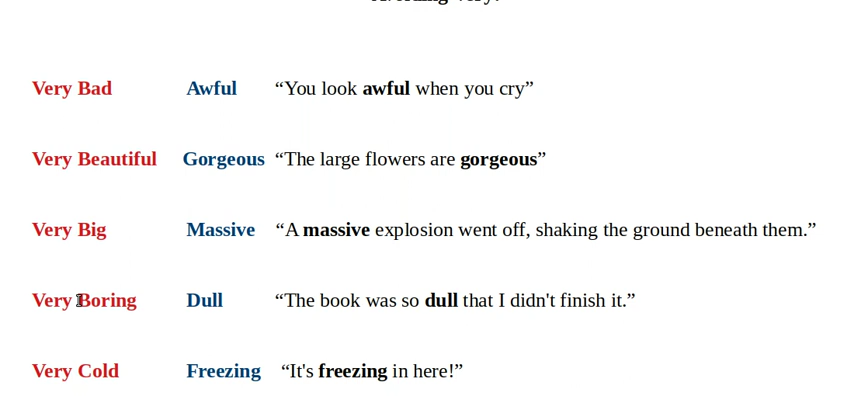 Very Bad Awful “You look awful when you cry”
Very Beautiful Gorgeous “The large flowers are gorgeous”
Very Big Massive “A massive explosion went off, shaking the ground beneath them.”
Very Boring Dull “The book was so dull that I didn't finish it.”
Very Cold Freezing “It's freezing in here!”